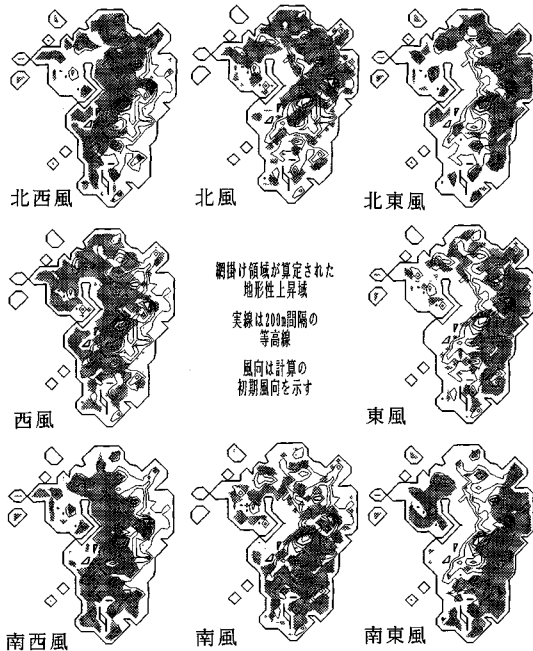 北西風
北風
北東風
網掛け領域が算定された
地形性上昇域
実線は200m間隔の
等高線
風向は計算の
初期風向を示す
西風
東風
南西風
南風
南東風